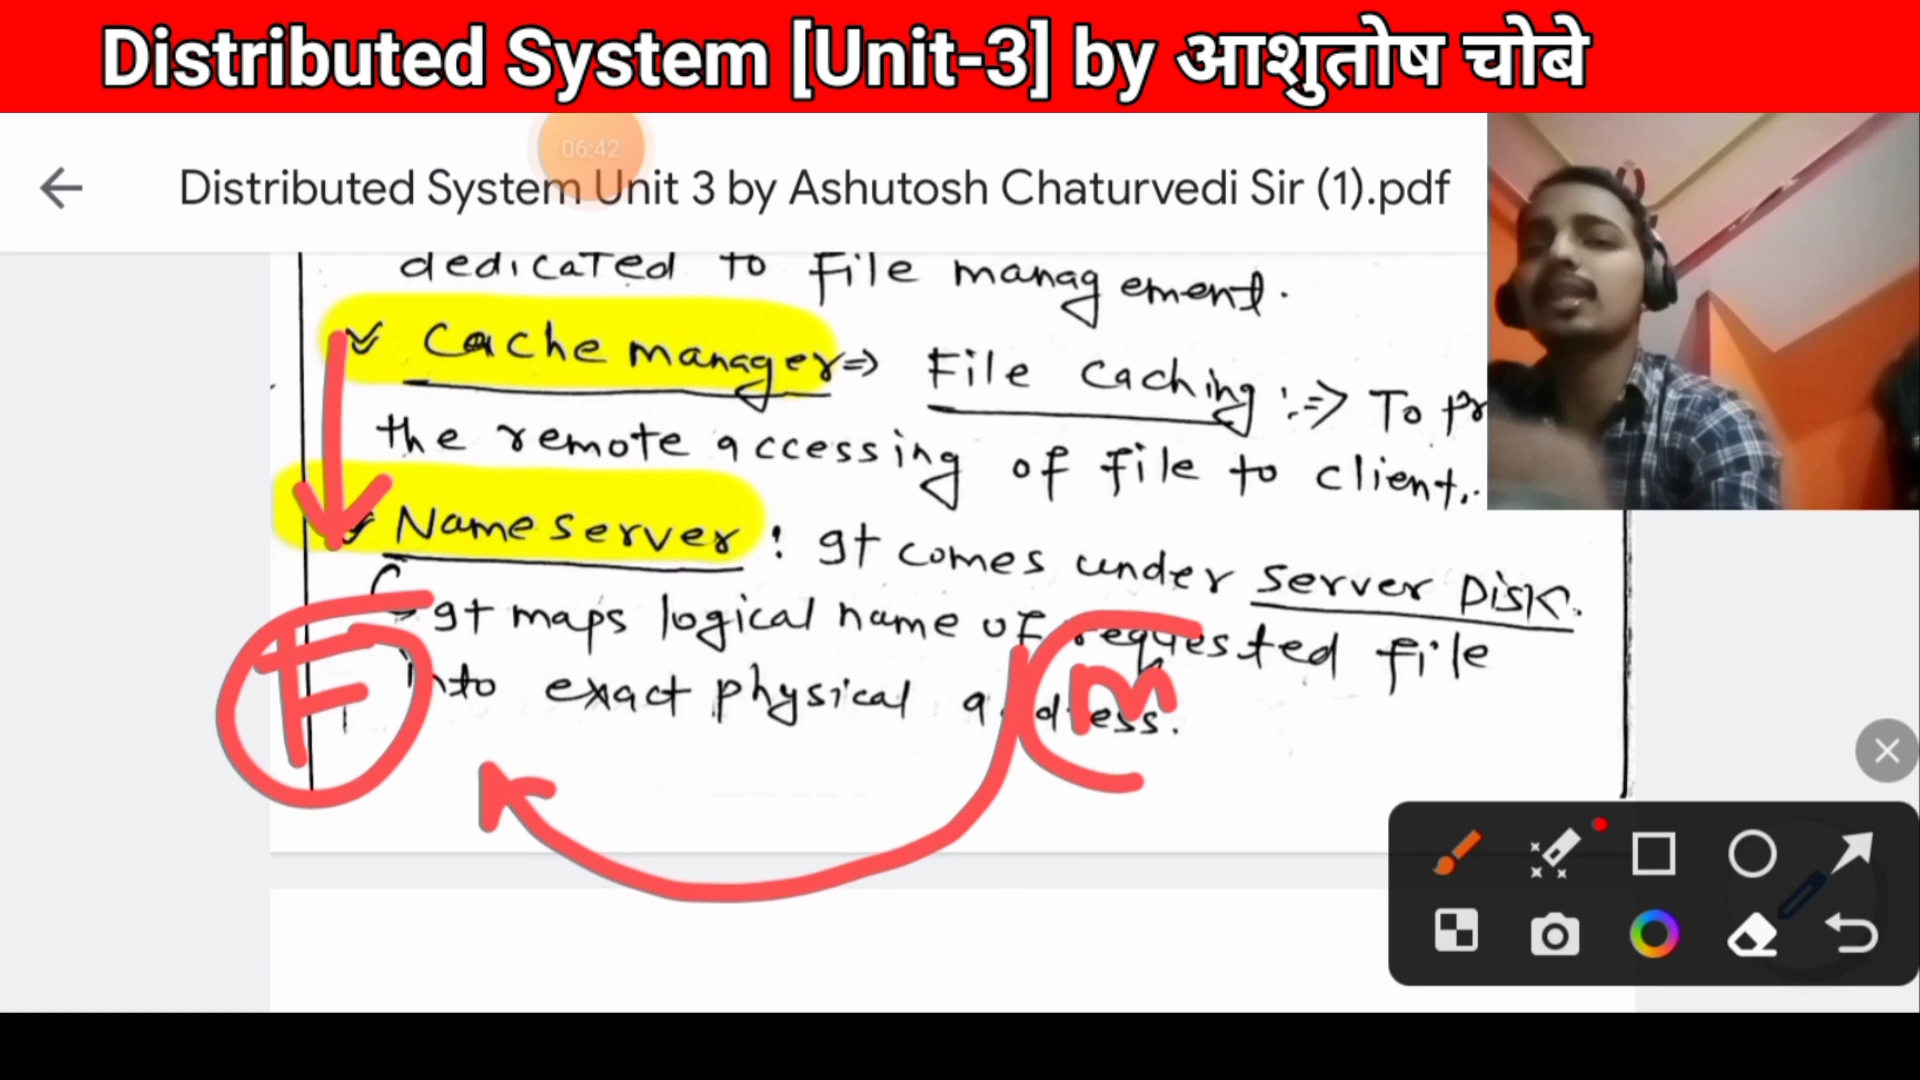 Distributed System [Unit-3] by आशुतोष चोबे
06:42
Distributed System Unit 3 by Ashutosh Chaturvedi Sir (1).pdf
dedicated to File management.
Cache manager => File Caching :=> To pr
the remote accessing of file to client.
Name server : It comes under server Disk.
It maps logical name of requested file
into exact physical address.
F
m